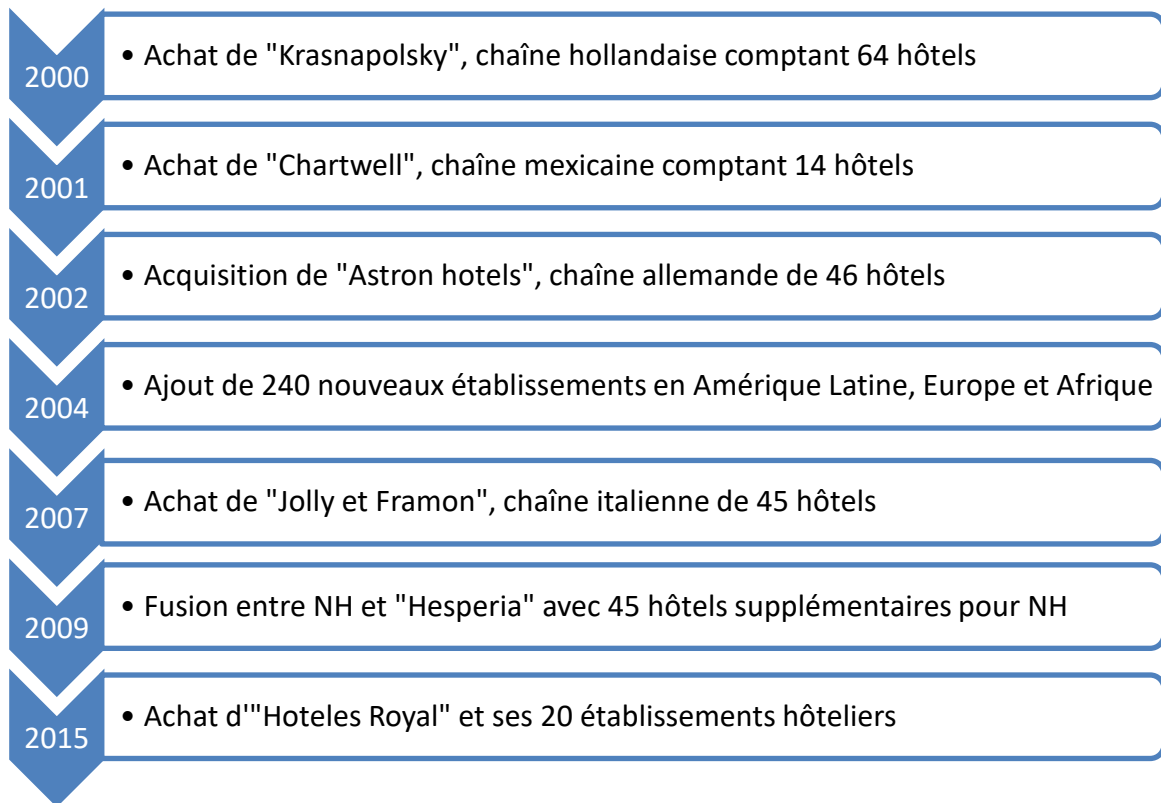 2000
• Achat de "Krasnapolsky", chaîne hollandaise comptant 64 hôtels
2001
• Achat de "Chartwell", chaîne mexicaine comptant 14 hôtels
2002
• Acquisition de "Astron hotels", chaîne allemande de 46 hôtels
2004
• Ajout de 240 nouveaux établissements en Amérique Latine, Europe et Afrique
2007
• Achat de "Jolly et Framon", chaîne italienne de 45 hôtels
2009
• Fusion entre NH et "Hesperia" avec 45 hôtels supplémentaires pour NH
2015
• Achat d'"Hoteles Royal" et ses 20 établissements hôteliers